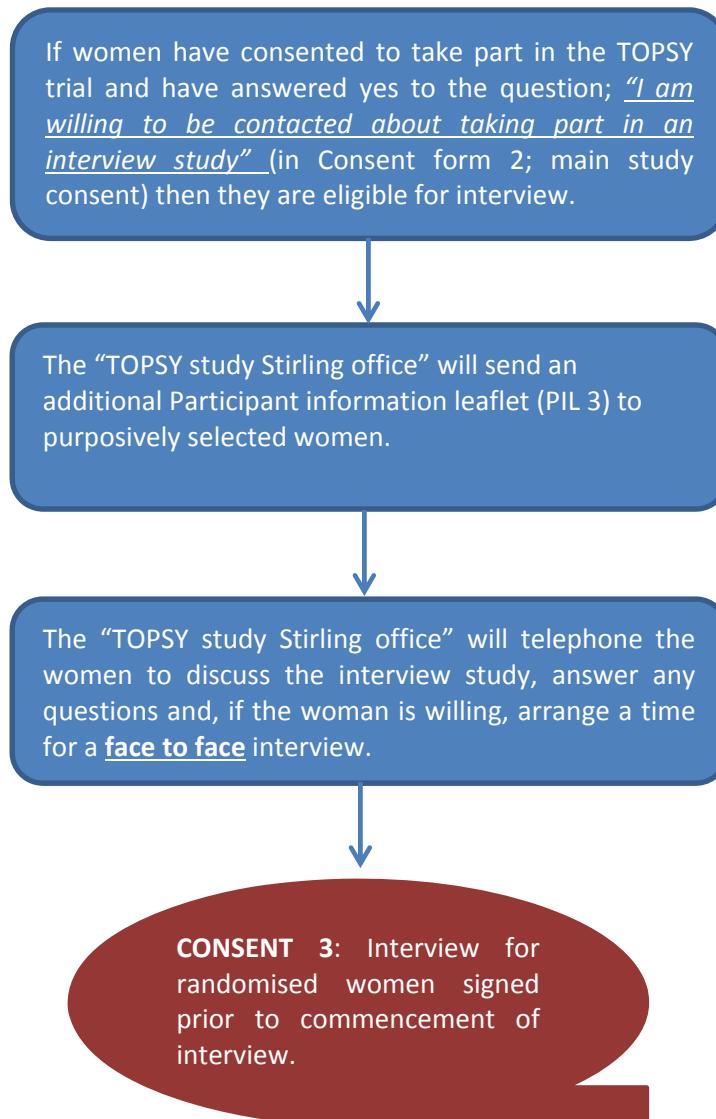 If women have consented to take part in the TOPSY
trial and have answered yes to the question; “I am
willing to be contacted about taking part in an
interview study” (in Consent form 2; main study
consent) then they are eligible for interview.
The “TOPSY study Stirling office” will send an
additional Participant information leaflet (PIL 3) to
purposively selected women.
The “TOPSY study Stirling office” will telephone the
women to discuss the interview study, answer any
questions and, if the woman is willing, arrange a time
for a face to face interview.
CONSENT 3: Interview for
randomised women signed
prior to commencement of
interview.